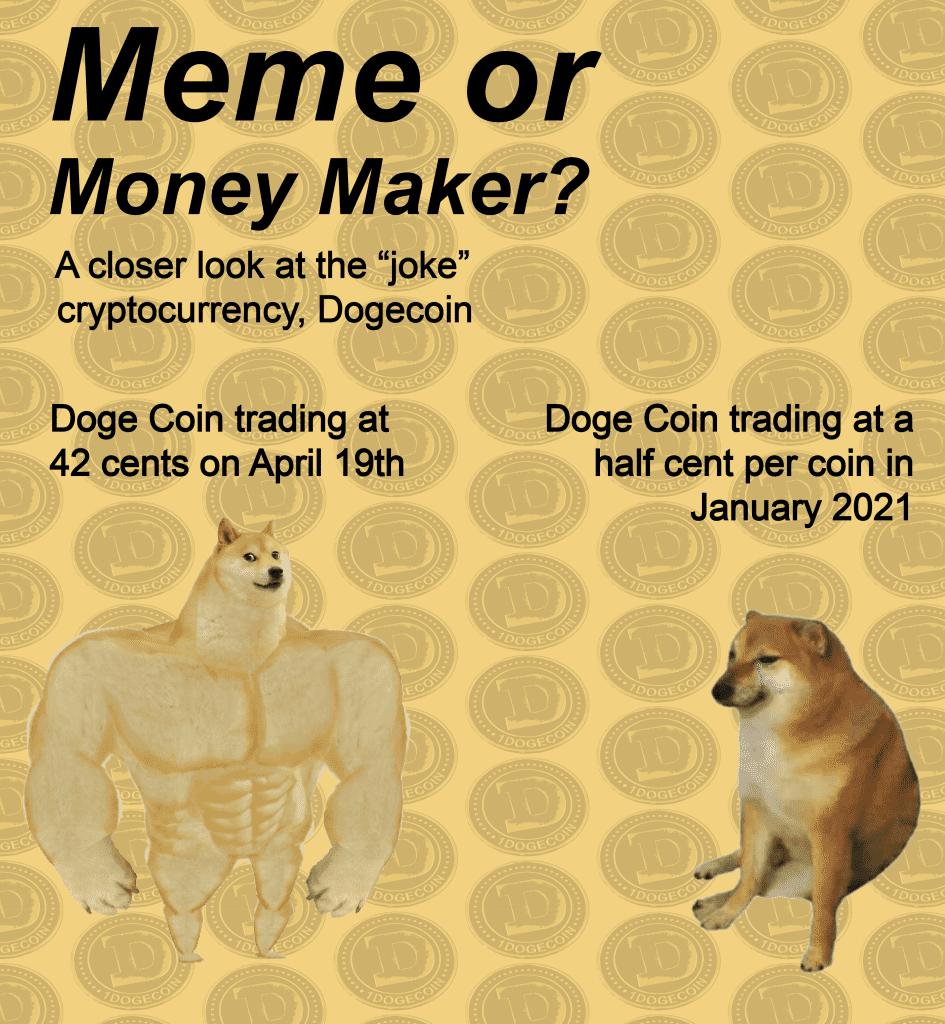 Meme or
Money Maker?
A closer look at the “joke”
cryptocurrency, Dogecoin
Doge Coin trading at
42 cents on April 19th
Doge Coin trading at a
half cent per coin in
January 2021
D
1DOGECOIN